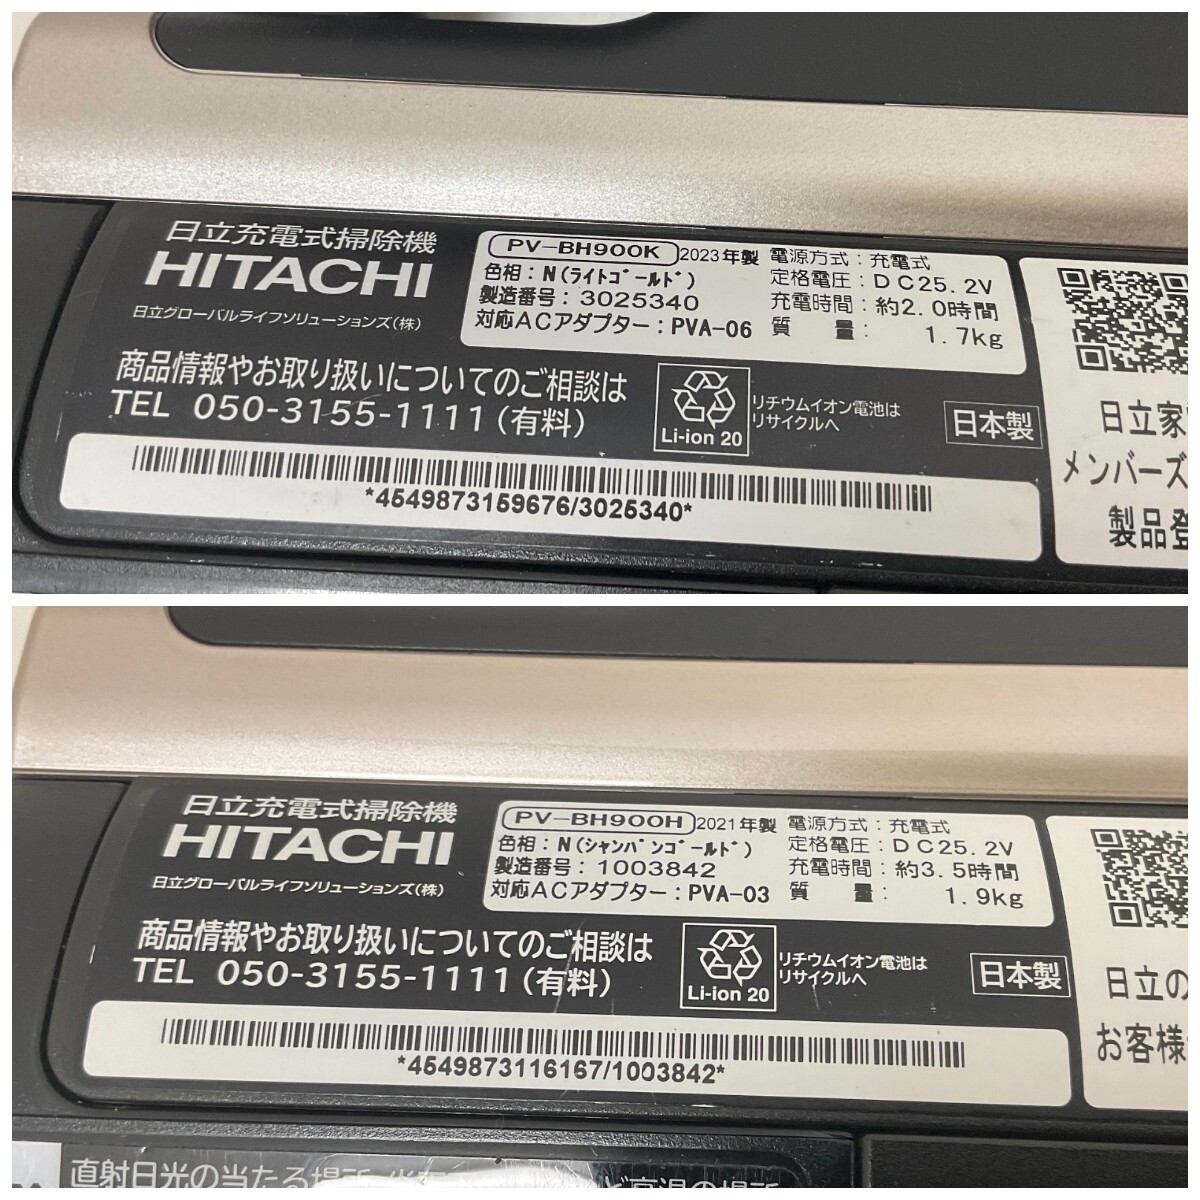 日立充電式掃除機
HITACHI
日立グローバルライフソリューションズ(株)
PV-BH900K 2023年製
色相：N(ﾗｲﾄｺﾞｰﾙﾄﾞ)
製造番号：3025340
対応ACアダプター：PVA-06
電源方式：充電式
定格電圧：DC25.2V
充電時間：約2.0時間
質　量：1.7kg
商品情報やお取り扱いについてのご相談は
TEL 050-3155-1111(有料)
Li-ion 20
リチウムイオン電池は
リサイクルへ
日本製
*4549873159676/3025340*
日立家
メンバーズ
製品登
日立充電式掃除機
HITACHI
日立グローバルライフソリューションズ(株)
PV-BH900H 2021年製
色相：N(ｼｬﾝﾊﾟﾝｺﾞｰﾙﾄﾞ)
製造番号：1003842
対応ACアダプター：PVA-03
電源方式：充電式
定格電圧：DC25.2V
充電時間：約3.5時間
質　量：1.9kg
商品情報やお取り扱いについてのご相談は
TEL 050-3155-1111(有料)
Li-ion 20
リチウムイオン電池は
リサイクルへ
日本製
*4549873116167/1003842*
日立の
お客様
直射日光の当たる場所
ど高温の場所